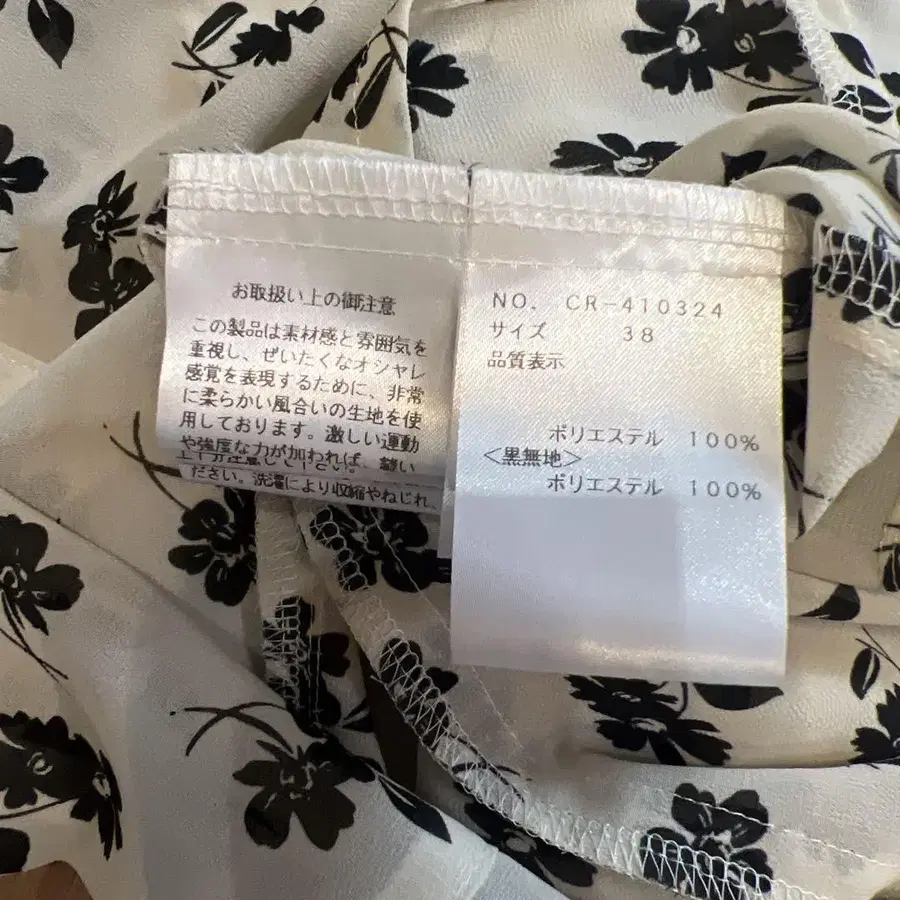 お取扱い上の御注意
この製品は素材感と雰囲気を
重視し、ぜいたくなオシャレ
感覚を表現するために、非常
に柔らかい風合いの生地を使
用しております。激しい運動
や強度な力が加われば、縫い
ださい。洗濯により収縮やねじれ、
NO. CR-410324
サイズ 38
品質表示
ポリエステル 100%
<黒無地>
ポリエステル 100%